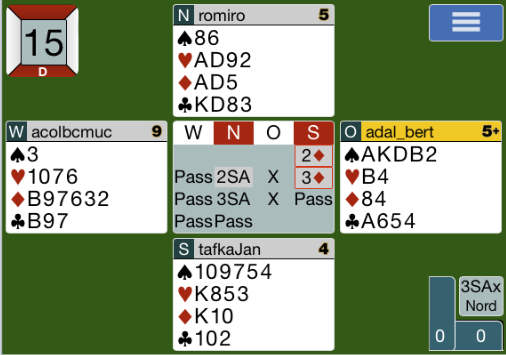 15
D
N romiro 5
♠86
♥AD92
♦AD5
♣KD83
W acolbcmuc 9
♠3
♥1076
♦B97632
♣B97
W N O S
2♦
Pass 2SA X 3♦
Pass 3SA X Pass
Pass Pass
O adal_bert 5+
♠AKDB2
♥B4
♦84
♣A654
S tafkaJan 4
♠109754
♥K853
♦K10
♣102
3SAx
Nord
0 0